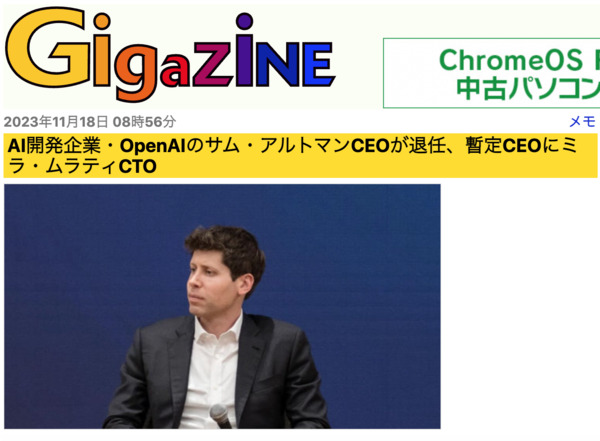 GigaZiNE
ChromeOS
中古パソコン
2023年11月18日 08時56分
メモ
AI開発企業・OpenAIのサム・アルトマンCEOが退任、暫定CEOにミ
ラ・ムラティCTO